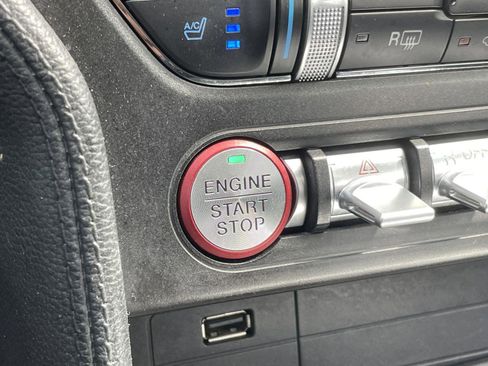 A/C
R
ENGINE
START
STOP